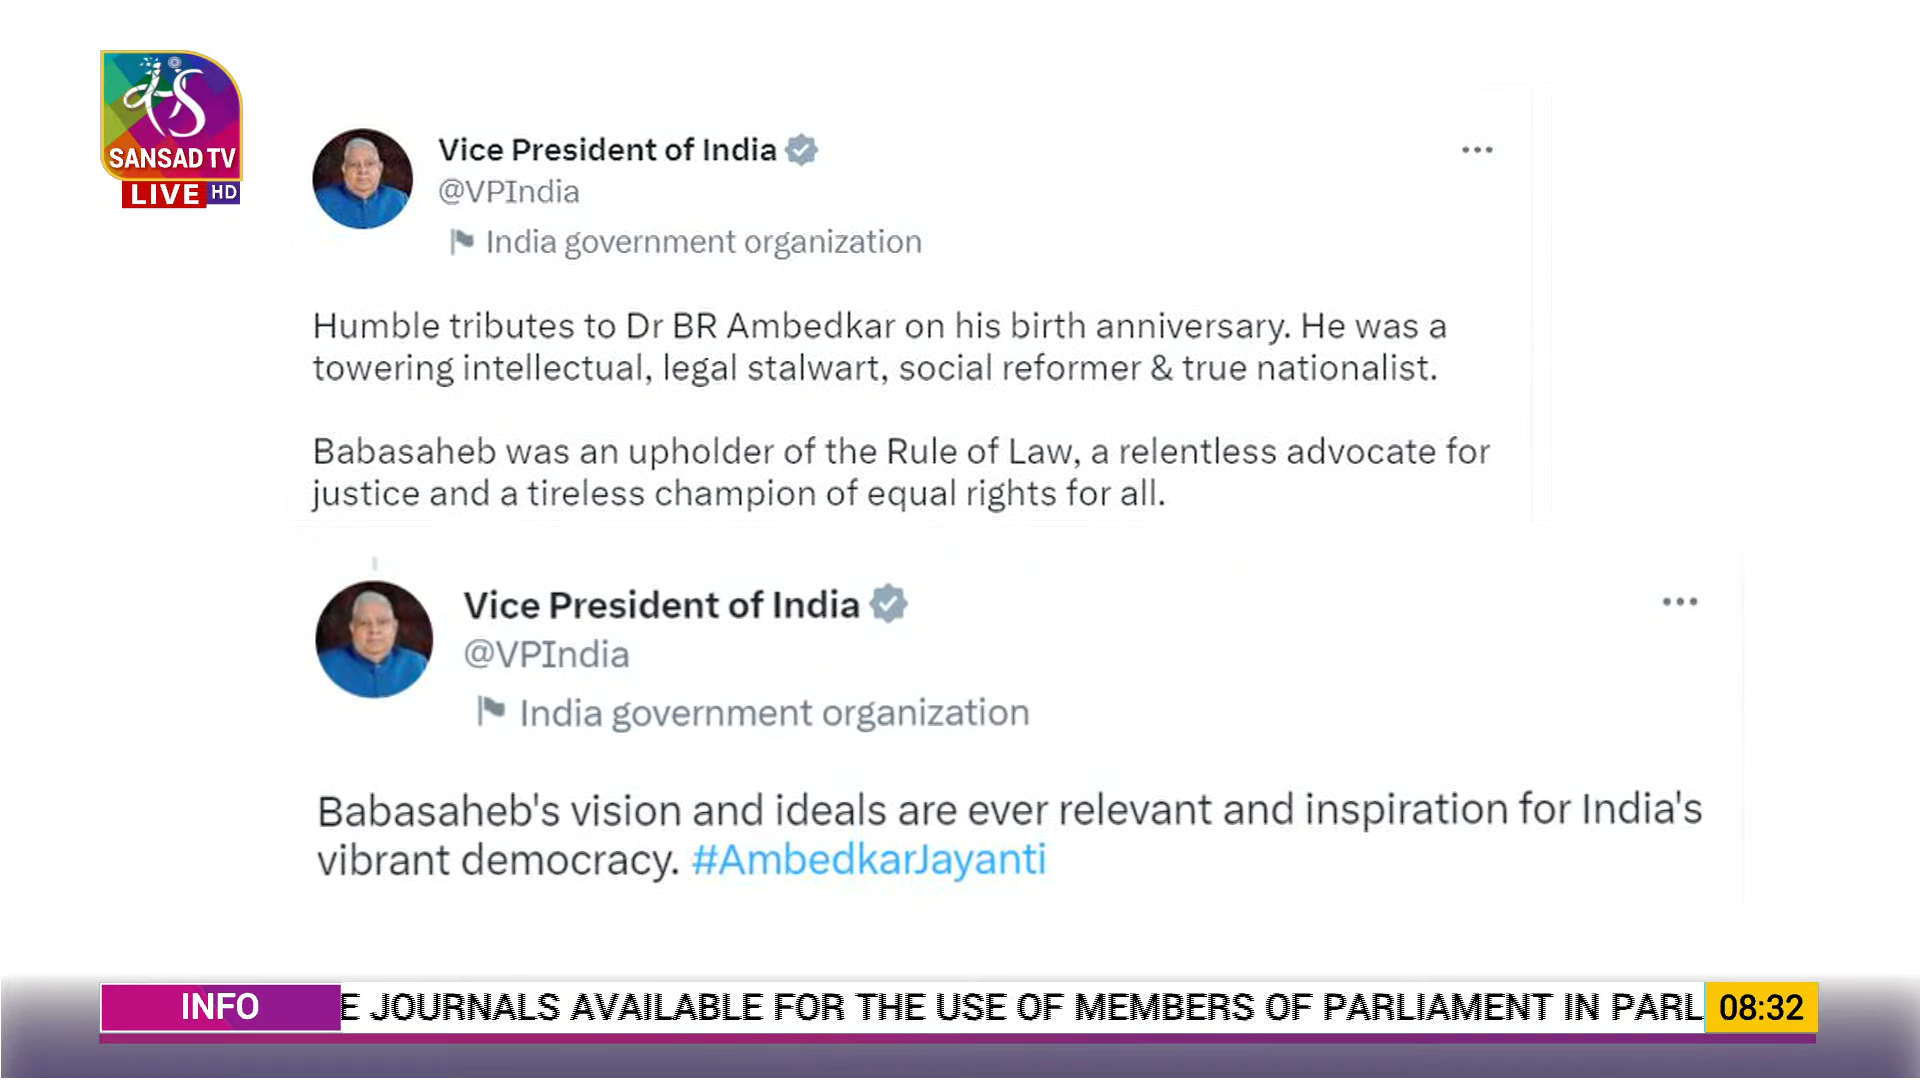 SANSAD TV
LIVE HD
Vice President of India
@VPIndia
India government organization
Humble tributes to Dr BR Ambedkar on his birth anniversary. He was a
towering intellectual, legal stalwart, social reformer & true nationalist.
Babasaheb was an upholder of the Rule of Law, a relentless advocate for
justice and a tireless champion of equal rights for all.
Vice President of India
@VPIndia
India government organization
Babasaheb's vision and ideals are ever relevant and inspiration for India's
vibrant democracy. #AmbedkarJayanti
INFO E JOURNALS AVAILABLE FOR THE USE OF MEMBERS OF PARLIAMENT IN PARL 08:32